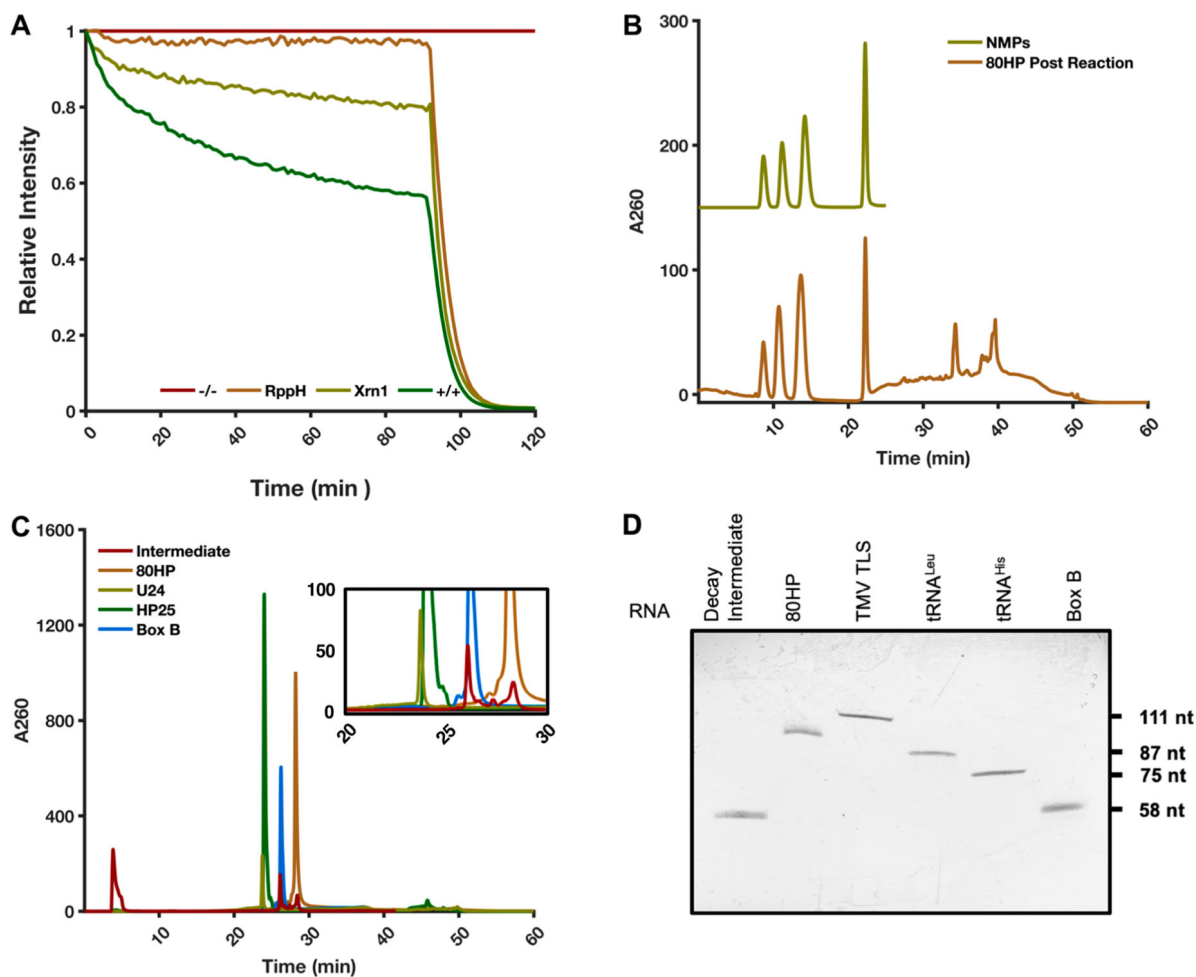 A
1
0.8
0.6
0.4
0.2
0
Relative Intensity
-/- RppH Xrn1 +/+
0 20 40 60 80 100 120
Time (min )
B
300
200
100
0
A260
NMPs
80HP Post Reaction
10 20 30 40 50 60
Time (min)
C
1600
1200
800
400
0
A260
Intermediate
80HP
U24
HP25
Box B
100
50
0
20 25 30
10 20 30 40 50 60
Time (min)
D
RNA
Decay
Intermediate
80HP
TMV TLS
tRNA^Leu
tRNA^His
Box B
111 nt
87 nt
75 nt
58 nt